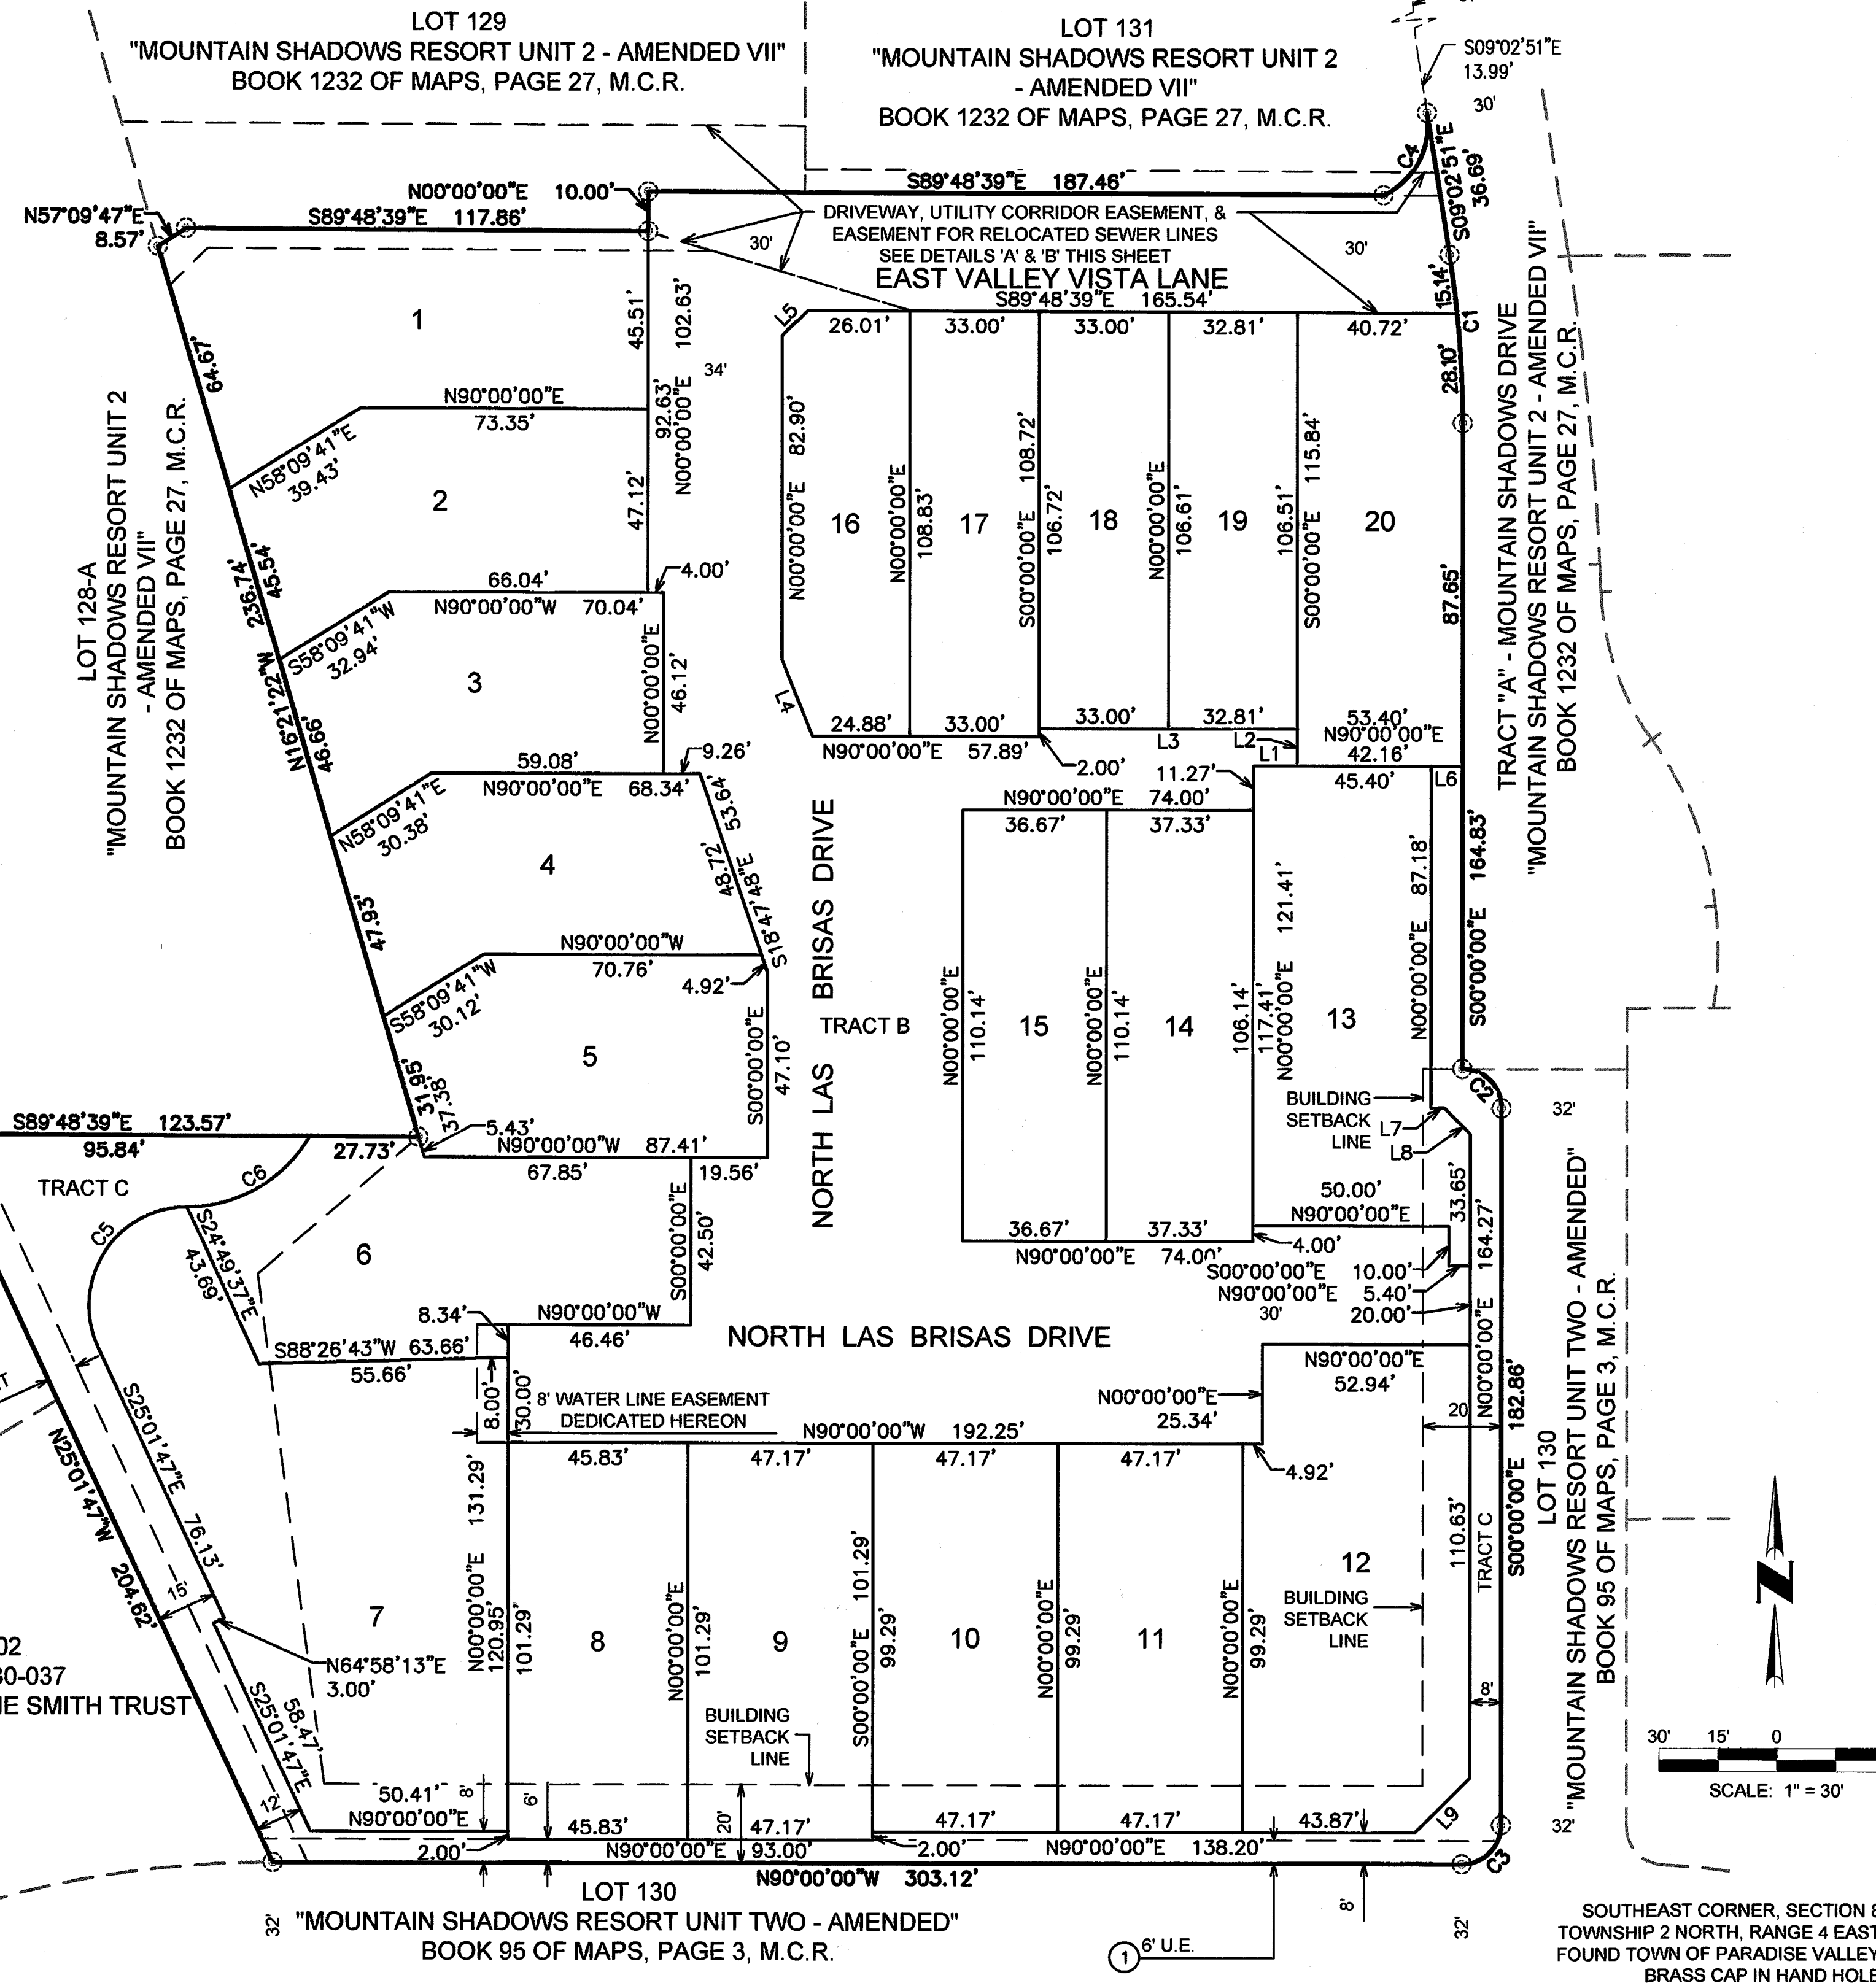 LOT 129
"MOUNTAIN SHADOWS RESORT UNIT 2 - AMENDED VII"
BOOK 1232 OF MAPS, PAGE 27, M.C.R.
LOT 131
"MOUNTAIN SHADOWS RESORT UNIT 2
- AMENDED VII"
BOOK 1232 OF MAPS, PAGE 27, M.C.R.
S09°02'51"E
13.99'
30'
C4
S09°02'51"E
36.69'
N00°00'00"E 10.00'
S89°48'39"E 187.46'
N57°09'47"E
8.57'
S89°48'39"E 117.86'
DRIVEWAY, UTILITY CORRIDOR EASEMENT, &
EASEMENT FOR RELOCATED SEWER LINES
SEE DETAILS 'A' & 'B' THIS SHEET
30'
30'
EAST VALLEY VISTA LANE
S89°48'39"E 165.54'
15.14'
C1
28.10'
L5
26.01'
33.00'
33.00'
32.81'
40.72'
1
45.51'
102.63'
34'
64.67'
N90°00'00"E
73.35'
92.63'
N00°00'00"E
N58°09'41"E
39.43'
2
47.12'
LOT 128-A
"MOUNTAIN SHADOWS RESORT UNIT 2
- AMENDED VII"
BOOK 1232 OF MAPS, PAGE 27, M.C.R.
N16°21'22"W 236.74'
45.54'
66.04'
4.00'
N90°00'00"W 70.04'
S58°09'41"W
32.94'
3
N00°00'00"E
46.12'
46.66'
59.08'
9.26'
N90°00'00"E 68.34'
N58°09'41"E
30.38'
4
48.72'
53.64'
S18°47'48"E
47.93'
N90°00'00"W
70.76'
4.92'
S58°09'41"W
30.12'
5
S00°00'00"E
47.10'
31.95'
37.38'
5.43'
N90°00'00"W 87.41'
67.85'
19.56'
N00°00'00"E 82.90'
16
N00°00'00"E
108.83'
17
S00°00'00"E 108.72'
106.72'
18
N00°00'00"E
106.61'
19
106.51'
S00°00'00"E 115.84'
20
87.65'
L4
24.88'
33.00'
33.00'
32.81'
53.40'
N90°00'00"E 57.89'
2.00'
L3
L2
L1
N90°00'00"E
42.16'
45.40'
L6
11.27'
N90°00'00"E 74.00'
36.67'
37.33'
TRACT "A" - MOUNTAIN SHADOWS DRIVE
"MOUNTAIN SHADOWS RESORT UNIT 2 - AMENDED VII"
BOOK 1232 OF MAPS, PAGE 27, M.C.R.
NORTH LAS BRISAS DRIVE
TRACT B
N00°00'00"E
110.14'
15
N00°00'00"E
110.14'
14
106.14'
117.41'
N00°00'00"E 121.41'
13
N00°00'00"E 87.18'
S00°00'00"E 164.83'
C2
32'
BUILDING
SETBACK
LINE
L7
L8
50.00'
N90°00'00"E
33.65'
164.27'
36.67'
37.33'
N90°00'00"E 74.00'
4.00'
S00°00'00"E 10.00'
N90°00'00"E 5.40'
30'
20.00'
S89°48'39"E 123.57'
95.84'
27.73'
TRACT C
C6
C5
S24°49'37"E
43.69'
6
S00°00'00"E
42.50'
8.34'
N90°00'00"W
46.46'
S88°26'43"W 63.66'
55.66'
NORTH LAS BRISAS DRIVE
N90°00'00"E
52.94'
N00°00'00"E
N00°00'00"E
25.34'
20
S00°00'00"E 182.86'
8.00'
30.00'
8' WATER LINE EASEMENT
DEDICATED HEREON
N90°00'00"W 192.25'
45.83'
47.17'
47.17'
47.17'
4.92'
S25°01'47"E 76.13'
N25°01'47"W 204.62'
15'
7
N64°58'13"E
3.00'
S25°01'47"E
58.47'
12'
N00°00'00"E 131.29'
120.95'
101.29'
8
N00°00'00"E
101.29'
9
S00°00'00"E 101.29'
99.29'
10
N00°00'00"E
99.29'
11
N00°00'00"E
99.29'
12
BUILDING
SETBACK
LINE
110.63'
TRACT C
8'
BUILDING
SETBACK
LINE
50.41'
N90°00'00"E
8'
6'
20'
45.83'
47.17'
47.17'
47.17'
43.87'
L9
2.00'
N90°00'00"E 93.00'
2.00'
N90°00'00"E 138.20'
C3
32'
N90°00'00"W 303.12'
LOT 130
"MOUNTAIN SHADOWS RESORT UNIT TWO - AMENDED"
BOOK 95 OF MAPS, PAGE 3, M.C.R.
32'
1
6' U.E.
8'
32'
LOT 130
"MOUNTAIN SHADOWS RESORT UNIT TWO - AMENDED"
BOOK 95 OF MAPS, PAGE 3, M.C.R.
N
30' 15' 0
SCALE: 1" = 30'
02
30-037
IE SMITH TRUST
SOUTHEAST CORNER, SECTION 8
TOWNSHIP 2 NORTH, RANGE 4 EAST
FOUND TOWN OF PARADISE VALLEY
BRASS CAP IN HAND HOLE